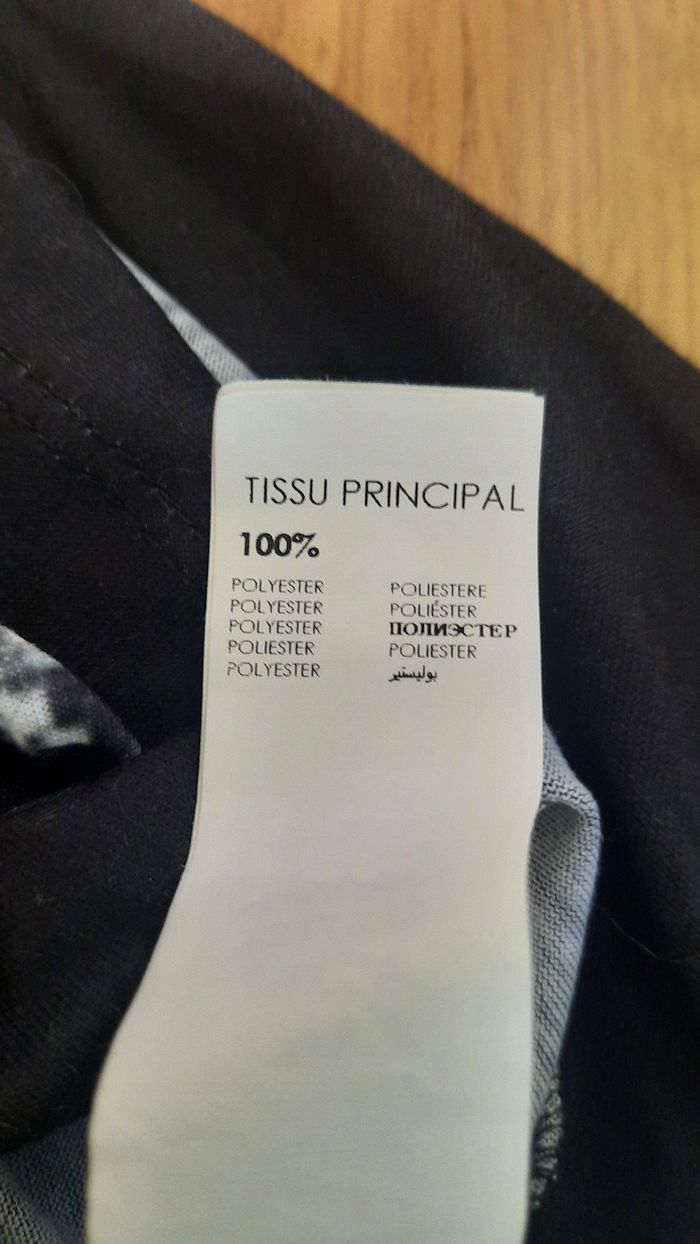 TISSU PRINCIPAL
100%
POLYESTER POLIESTERE
POLYESTER POLIÉSTER
POLYESTER ПОЛИЭСТЕР
POLIESTER POLIESTER
POLYESTER بوليستير